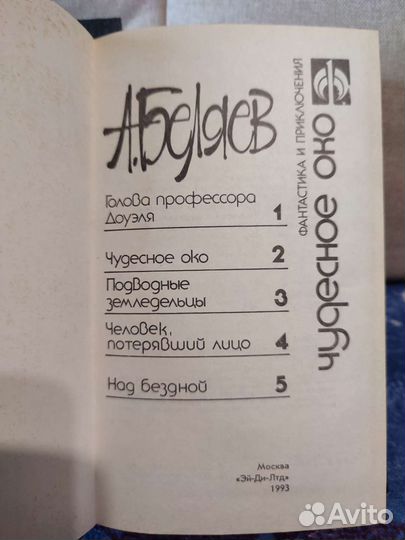 А. Беляев
Голова профессора
Доуэля 1
Чудесное око 2
Подводные
земледельцы 3
Человек,
потерявший лицо 4
Над бездной 5
ФАНТАСТИКА И ПРИКЛЮЧЕНИЯ
Чудесное око
Москва
«Эй-Ди-Лтд»
1993
Avito